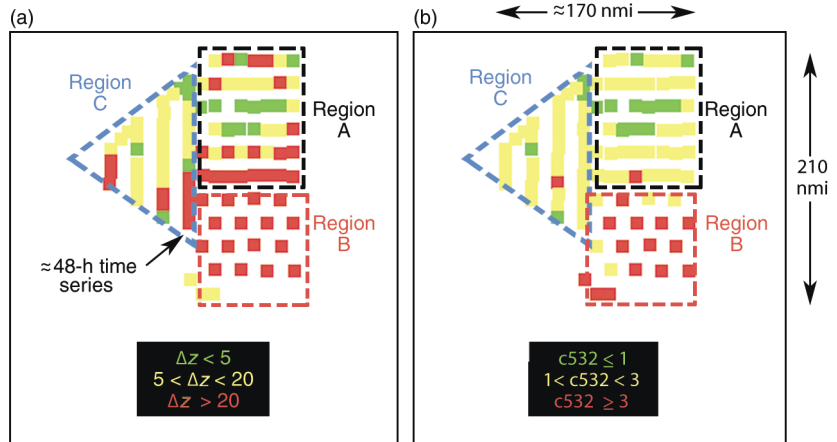 (a)
Region
C
Region
A
Region
B
≈48-h time
series
Δz < 5
5 < Δz < 20
Δz > 20
(b)
≈170 nmi
Region
C
Region
A
Region
B
210
nmi
c532 ≤ 1
1< c532 < 3
c532 ≥ 3